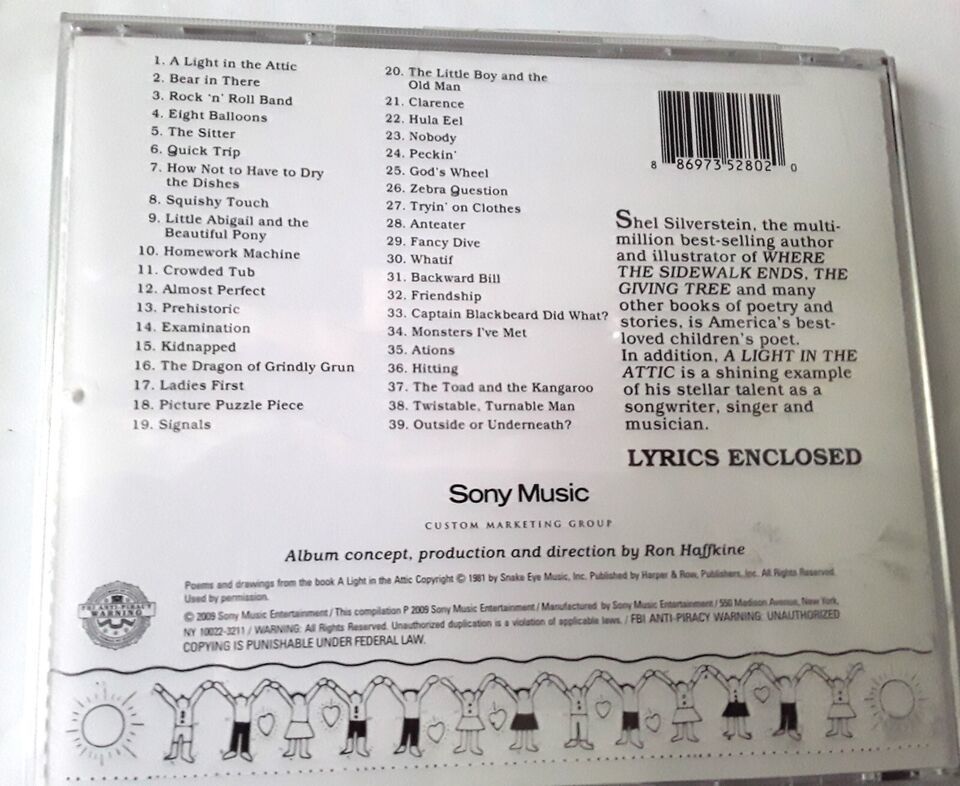 1. A Light in the Attic
2. Bear in There
3. Rock 'n' Roll Band
4. Eight Balloons
5. The Sitter
6. Quick Trip
7. How Not to Have to Dry
the Dishes
8. Squishy Touch
9. Little Abigail and the
Beautiful Pony
10. Homework Machine
11. Crowded Tub
12. Almost Perfect
13. Prehistoric
14. Examination
15. Kidnapped
16. The Dragon of Grindly Grun
17. Ladies First
18. Picture Puzzle Piece
19. Signals
20. The Little Boy and the
Old Man
21. Clarence
22. Hula Eel
23. Nobody
24. Peckin'
25. God's Wheel
26. Zebra Question
27. Tryin' on Clothes
28. Anteater
29. Fancy Dive
30. Whatif
31. Backward Bill
32. Friendship
33. Captain Blackbeard Did What?
34. Monsters I've Met
35. Ations
36. Hitting
37. The Toad and the Kangaroo
38. Twistable, Turnable Man
39. Outside or Underneath?
8 86973 52802 0
Shel Silverstein, the multi-
million best-selling author
and illustrator of WHERE
THE SIDEWALK ENDS, THE
GIVING TREE and many
other books of poetry and
stories, is America's best-
loved children's poet.
In addition, A LIGHT IN THE
ATTIC is a shining example
of his stellar talent as a
songwriter, singer and
musician.
LYRICS ENCLOSED
Sony Music
CUSTOM MARKETING GROUP
Album concept, production and direction by Ron Haffkine
Poems and drawings from the book A Light in the Attic Copyright © 1981 by Snake Eye Music, Inc. Published by Harper & Row, Publishers, Inc. All Rights Reserved.
Used by permission.
© 2009 Sony Music Entertainment / This compilation P 2009 Sony Music Entertainment / Manufactured by Sony Music Entertainment / 550 Madison Avenue, New York,
NY 10022-3211 / WARNING: All Rights Reserved. Unauthorized duplication is a violation of applicable laws. / FBI ANTI-PIRACY WARNING: UNAUTHORIZED
COPYING IS PUNISHABLE UNDER FEDERAL LAW.
FBI ANTI-PIRACY
WARNING